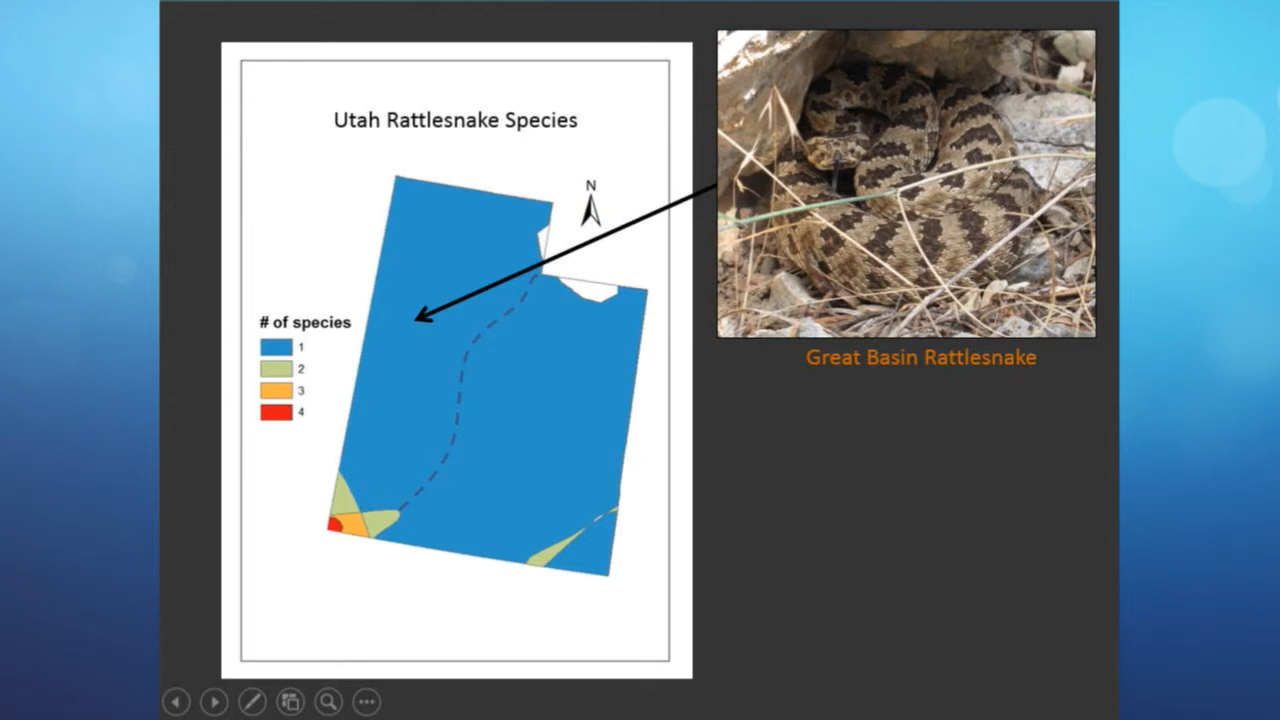 Utah Rattlesnake Species
N
# of species
1
2
3
4
Great Basin Rattlesnake